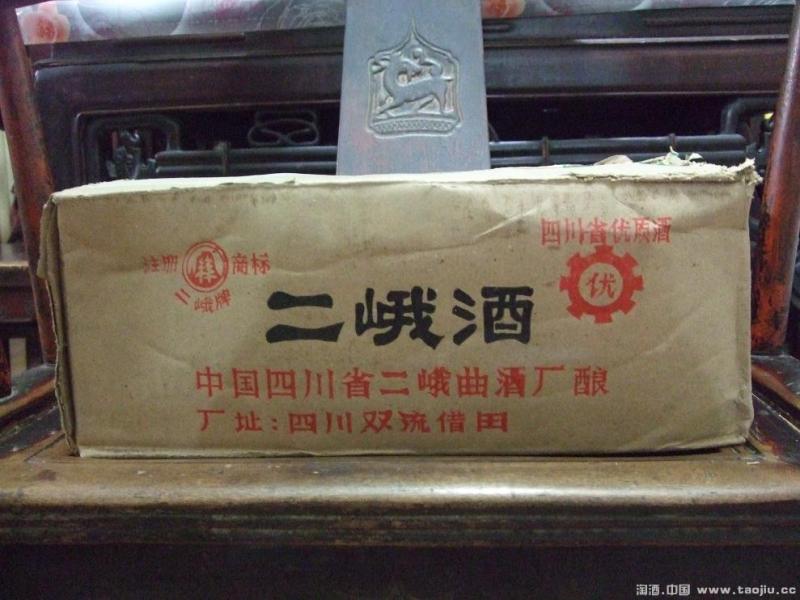 四川省优质酒
注册 商标
二峨牌
优
二峨酒
中国四川省二峨曲酒厂酿
厂址:四川双流借田
淘酒.中国 www.taojiu.cc